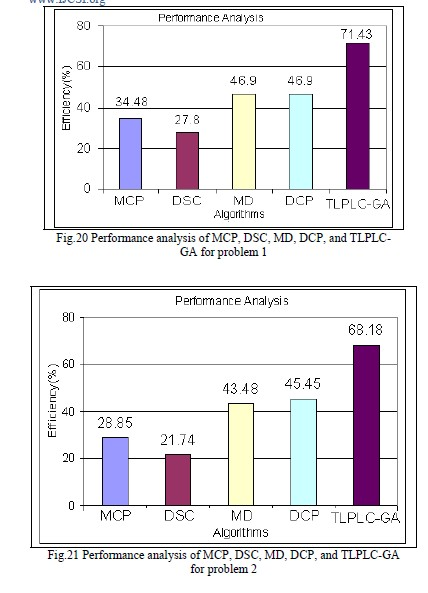 www.IJCSI.org
Performance Analysis
80
60
40
20
0
Efficiency(%)
34.48
27.8
46.9
46.9
71.43
MCP DSC MD DCP TLPLC-GA
Algorithms
Fig.20 Performance analysis of MCP, DSC, MD, DCP, and TLPLC-
GA for problem 1
Performance Analysis
80
60
40
20
0
Efficiency(%)
28.85
21.74
43.48
45.45
68.18
MCP DSC MD DCP TLPLC-GA
Algorithms
Fig.21 Performance analysis of MCP, DSC, MD, DCP, and TLPLC-GA
for problem 2